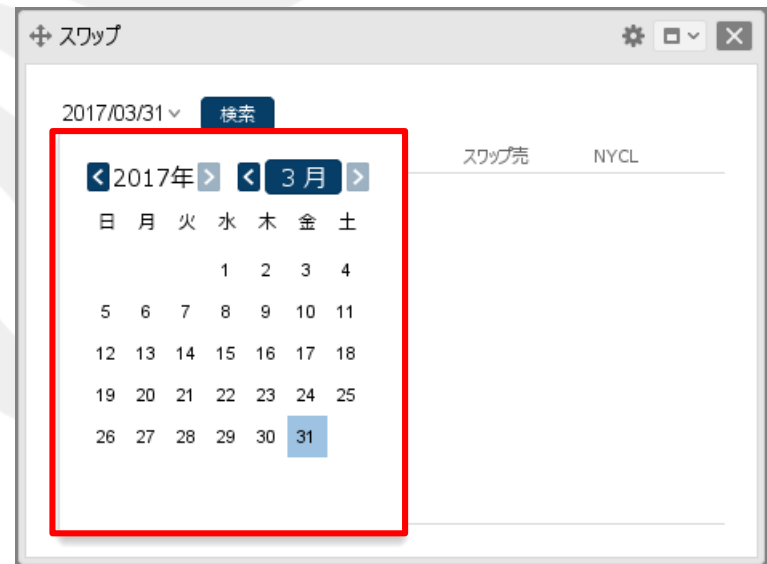 スワップ
2017/03/31 検索
スワップ売 NYCL
2017年 3月
日 月 火 水 木 金 土
1 2 3 4
5 6 7 8 9 10 11
12 13 14 15 16 17 18
19 20 21 22 23 24 25
26 27 28 29 30 31